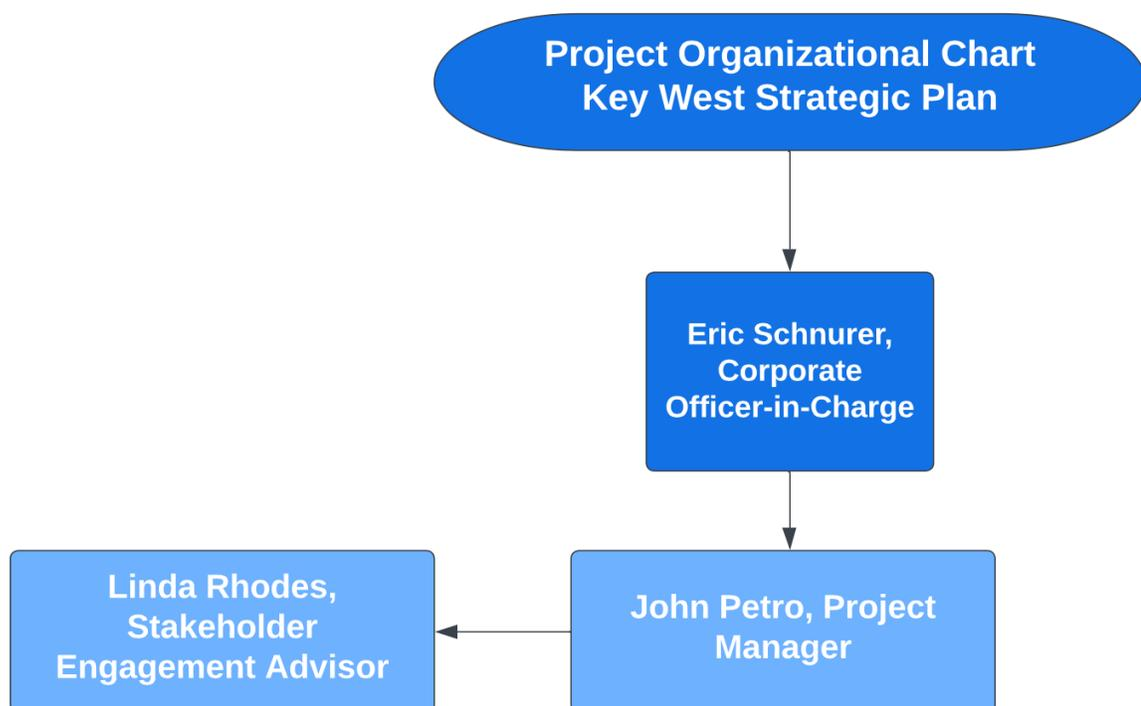 Project Organizational Chart
Key West Strategic Plan
Eric Schnurer,
Corporate
Officer-in-Charge
Linda Rhodes,
Stakeholder
Engagement Advisor
John Petro, Project
Manager